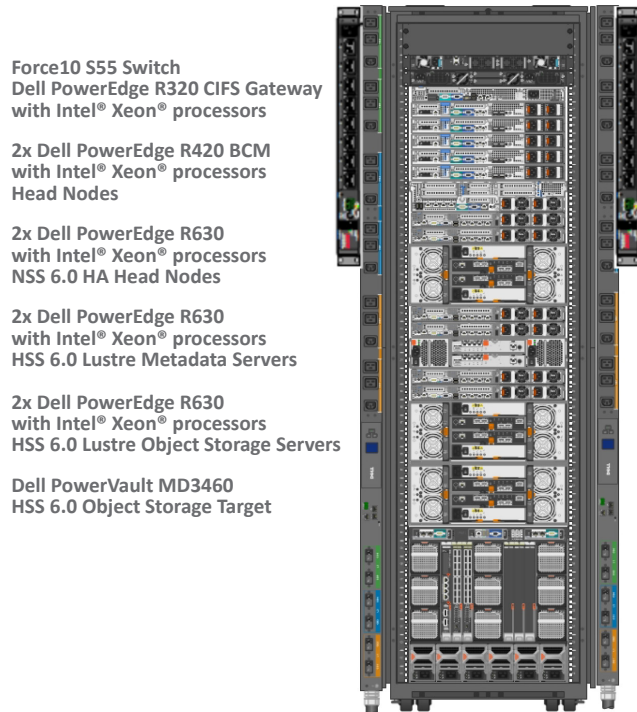 Force10 S55 Switch
Dell PowerEdge R320 CIFS Gateway
with Intel® Xeon® processors
2x Dell PowerEdge R420 BCM
with Intel® Xeon® processors
Head Nodes
2x Dell PowerEdge R630
with Intel® Xeon® processors
NSS 6.0 HA Head Nodes
2x Dell PowerEdge R630
with Intel® Xeon® processors
HSS 6.0 Lustre Metadata Servers
2x Dell PowerEdge R630
with Intel® Xeon® processors
HSS 6.0 Lustre Object Storage Servers
Dell PowerVault MD3460
HSS 6.0 Object Storage Target